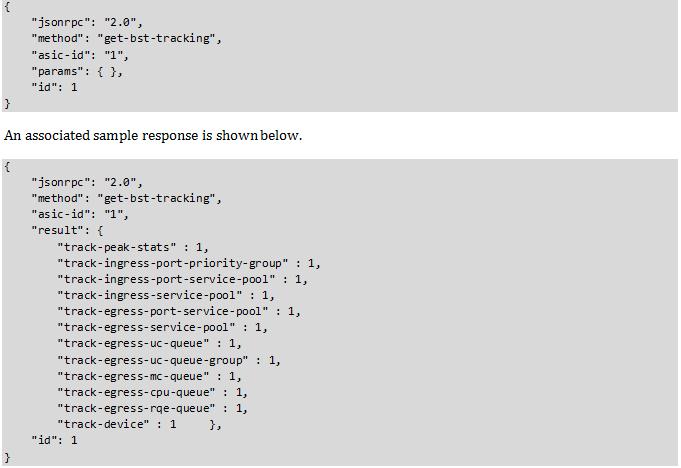 {
    "jsonrpc": "2.0",
    "method": "get-bst-tracking",
    "asic-id": "1",
    "params": { },
    "id": 1
}
An associated sample response is shown below.
{
    "jsonrpc": "2.0",
    "method": "get-bst-tracking",
    "asic-id": "1",
    "result": {
        "track-peak-stats" : 1,
        "track-ingress-port-priority-group" : 1,
        "track-ingress-port-service-pool" : 1,
        "track-ingress-service-pool" : 1,
        "track-egress-port-service-pool" : 1,
        "track-egress-service-pool" : 1,
        "track-egress-uc-queue" : 1,
        "track-egress-uc-queue-group" : 1,
        "track-egress-mc-queue" : 1,
        "track-egress-cpu-queue" : 1,
        "track-egress-rqe-queue" : 1,
        "track-device" : 1     },
    "id": 1
}